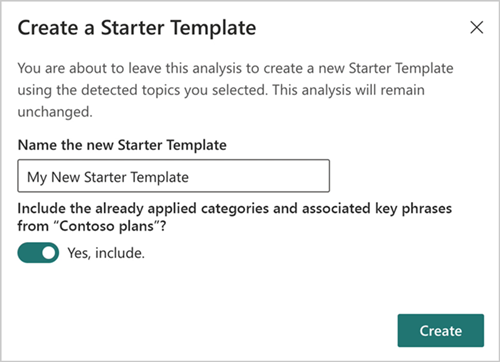 Create a Starter Template
You are about to leave this analysis to create a new Starter Template
using the detected topics you selected. This analysis will remain
unchanged.
Name the new Starter Template
My New Starter Template
Include the already applied categories and associated key phrases
from “Contoso plans”?
Yes, include.
Create